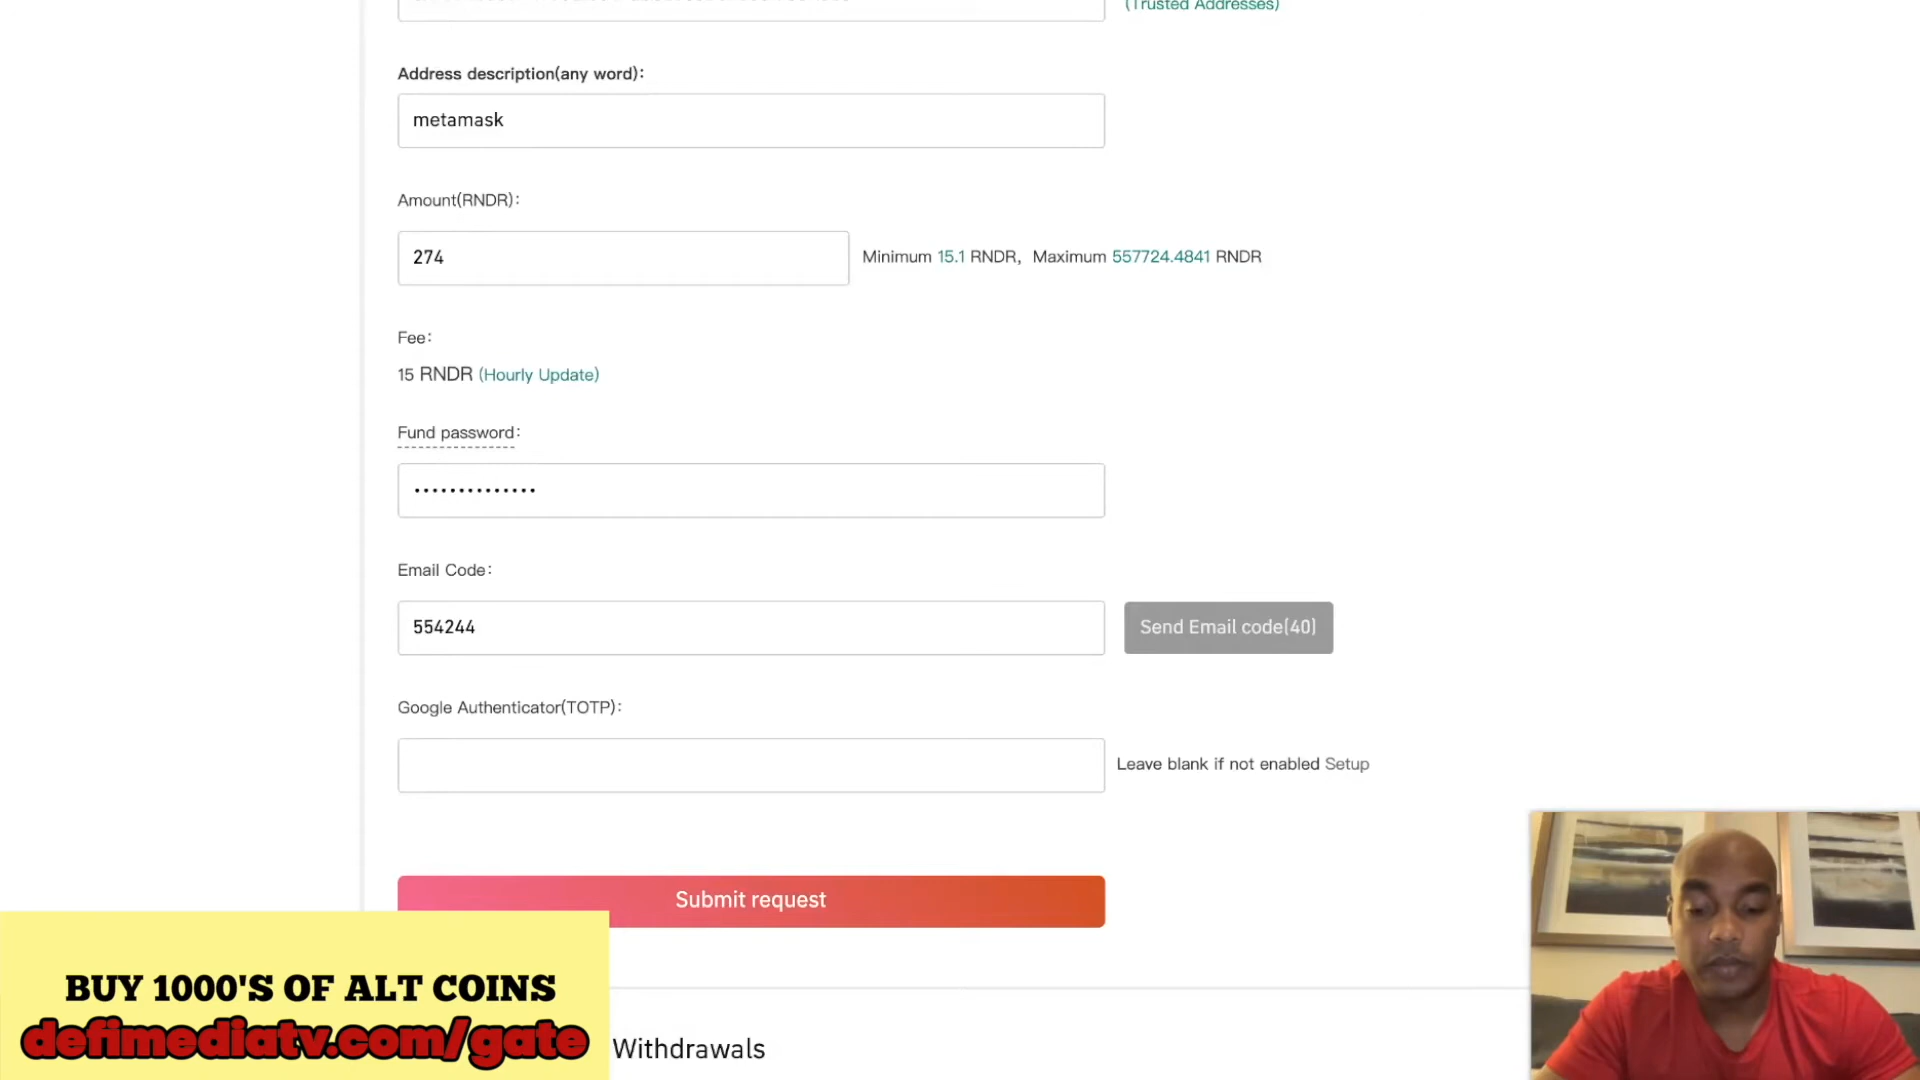 (Trusted Addresses)
Address description(any word):
metamask
Amount(RNDR):
274
Minimum 15.1 RNDR, Maximum 557724.4841 RNDR
Fee:
15 RNDR (Hourly Update)
Fund password:
••••••••••••••
Email Code:
554244
Send Email code(40)
Google Authenticator(TOTP):
Leave blank if not enabled Setup
Submit request
BUY 1000'S OF ALT COINS
defimediatv.com/gate
Withdrawals